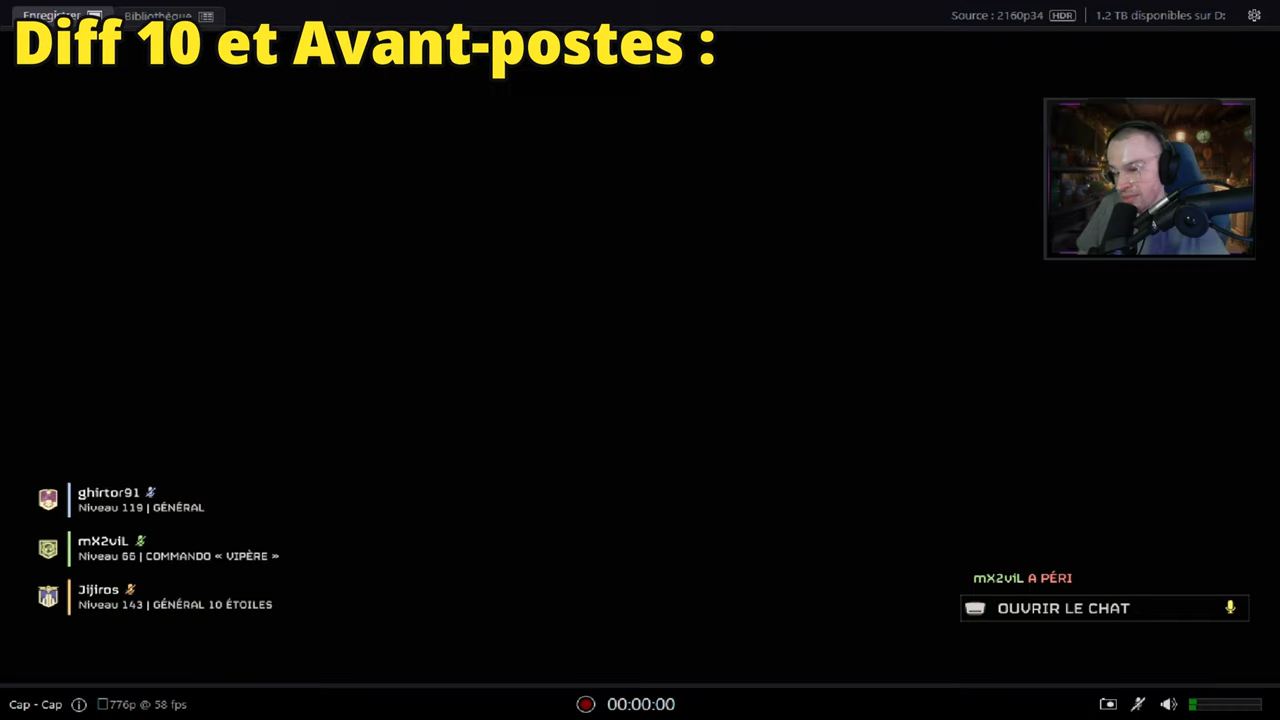 Enregistrer
Bibliothèque
Source : 2160p34 HDR
1.2 TB disponibles sur D:
Diff 10 et Avant-postes :
ghirtor91
Niveau 119 | GÉNÉRAL
mX2viL
Niveau 66 | COMMANDO « VIPÈRE »
Jijiros
Niveau 143 | GÉNÉRAL 10 ÉTOILES
mX2viL A PÉRI
OUVRIR LE CHAT
Cap - Cap
776p @ 58 fps
00:00:00